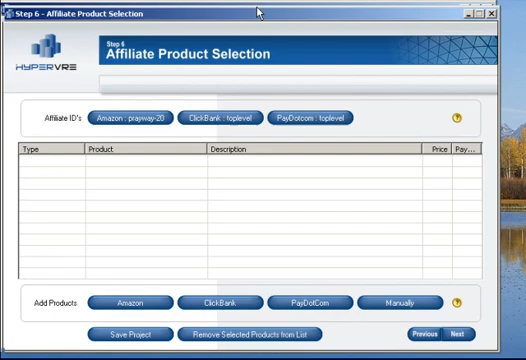 Step 6 - Affiliate Product Selection
HYPERVRE
Step 6
Affiliate Product Selection
Affiliate ID's
Amazon : prayway-20
ClickBank : toplevel
PayDotcom : toplevel
?
Type Product Description Price Pay...
Add Products
Amazon
ClickBank
PayDotCom
Manually
?
Save Project
Remove Selected Products from List
Previous
Next